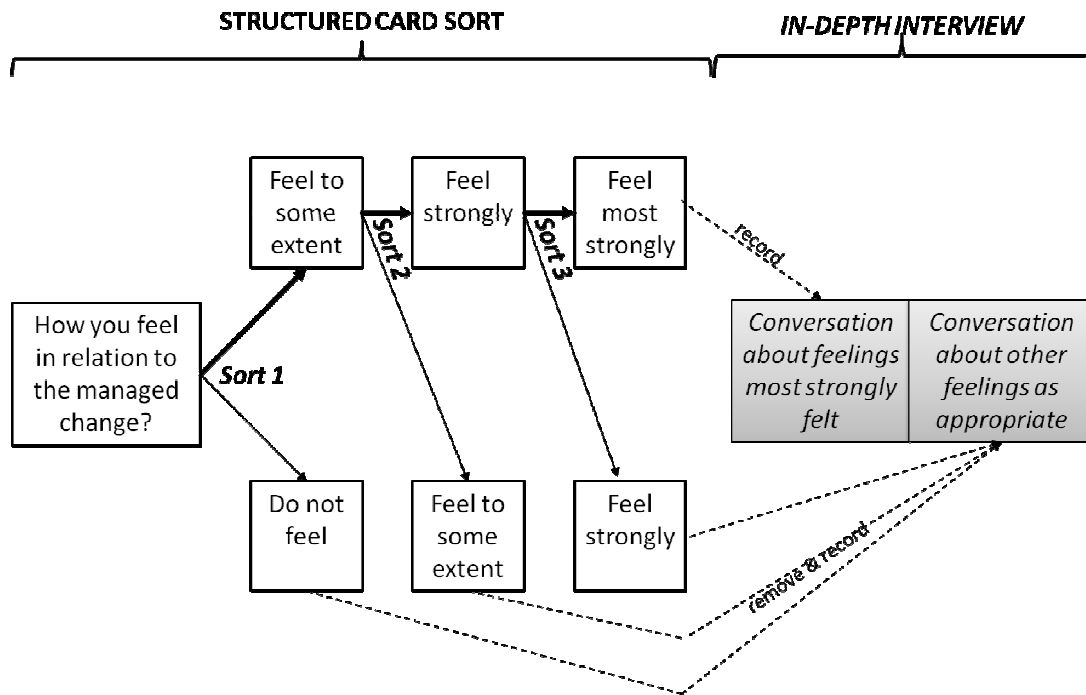 STRUCTURED CARD SORT
IN-DEPTH INTERVIEW
Feel to
some
extent
Feel
strongly
Feel
most
strongly
Sort 2
Sort 3
record
How you feel
in relation to
the managed
change?
Sort 1
Conversation
about feelings
most strongly
felt
Conversation
about other
feelings as
appropriate
Do not
feel
Feel to
some
extent
Feel
strongly
remove & record